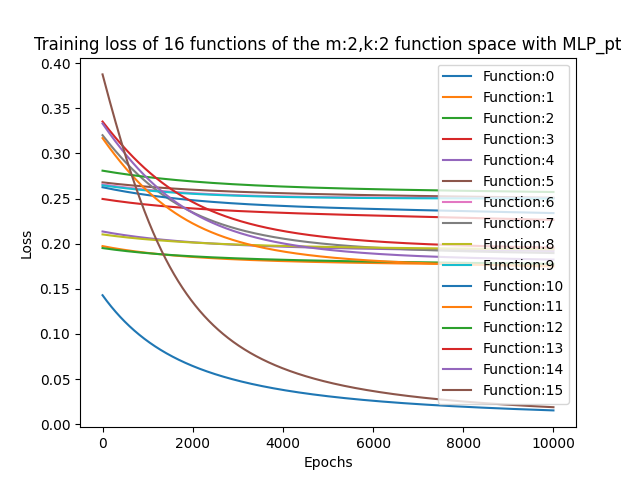 Training loss of 16 functions of the m:2,k:2 function space with MLP_pt
0.40
0.35
0.30
0.25
0.20
0.15
0.10
0.05
0.00
Loss
Function:0
Function:1
Function:2
Function:3
Function:4
Function:5
Function:6
Function:7
Function:8
Function:9
Function:10
Function:11
Function:12
Function:13
Function:14
Function:15
0 2000 4000 6000 8000 10000
Epochs